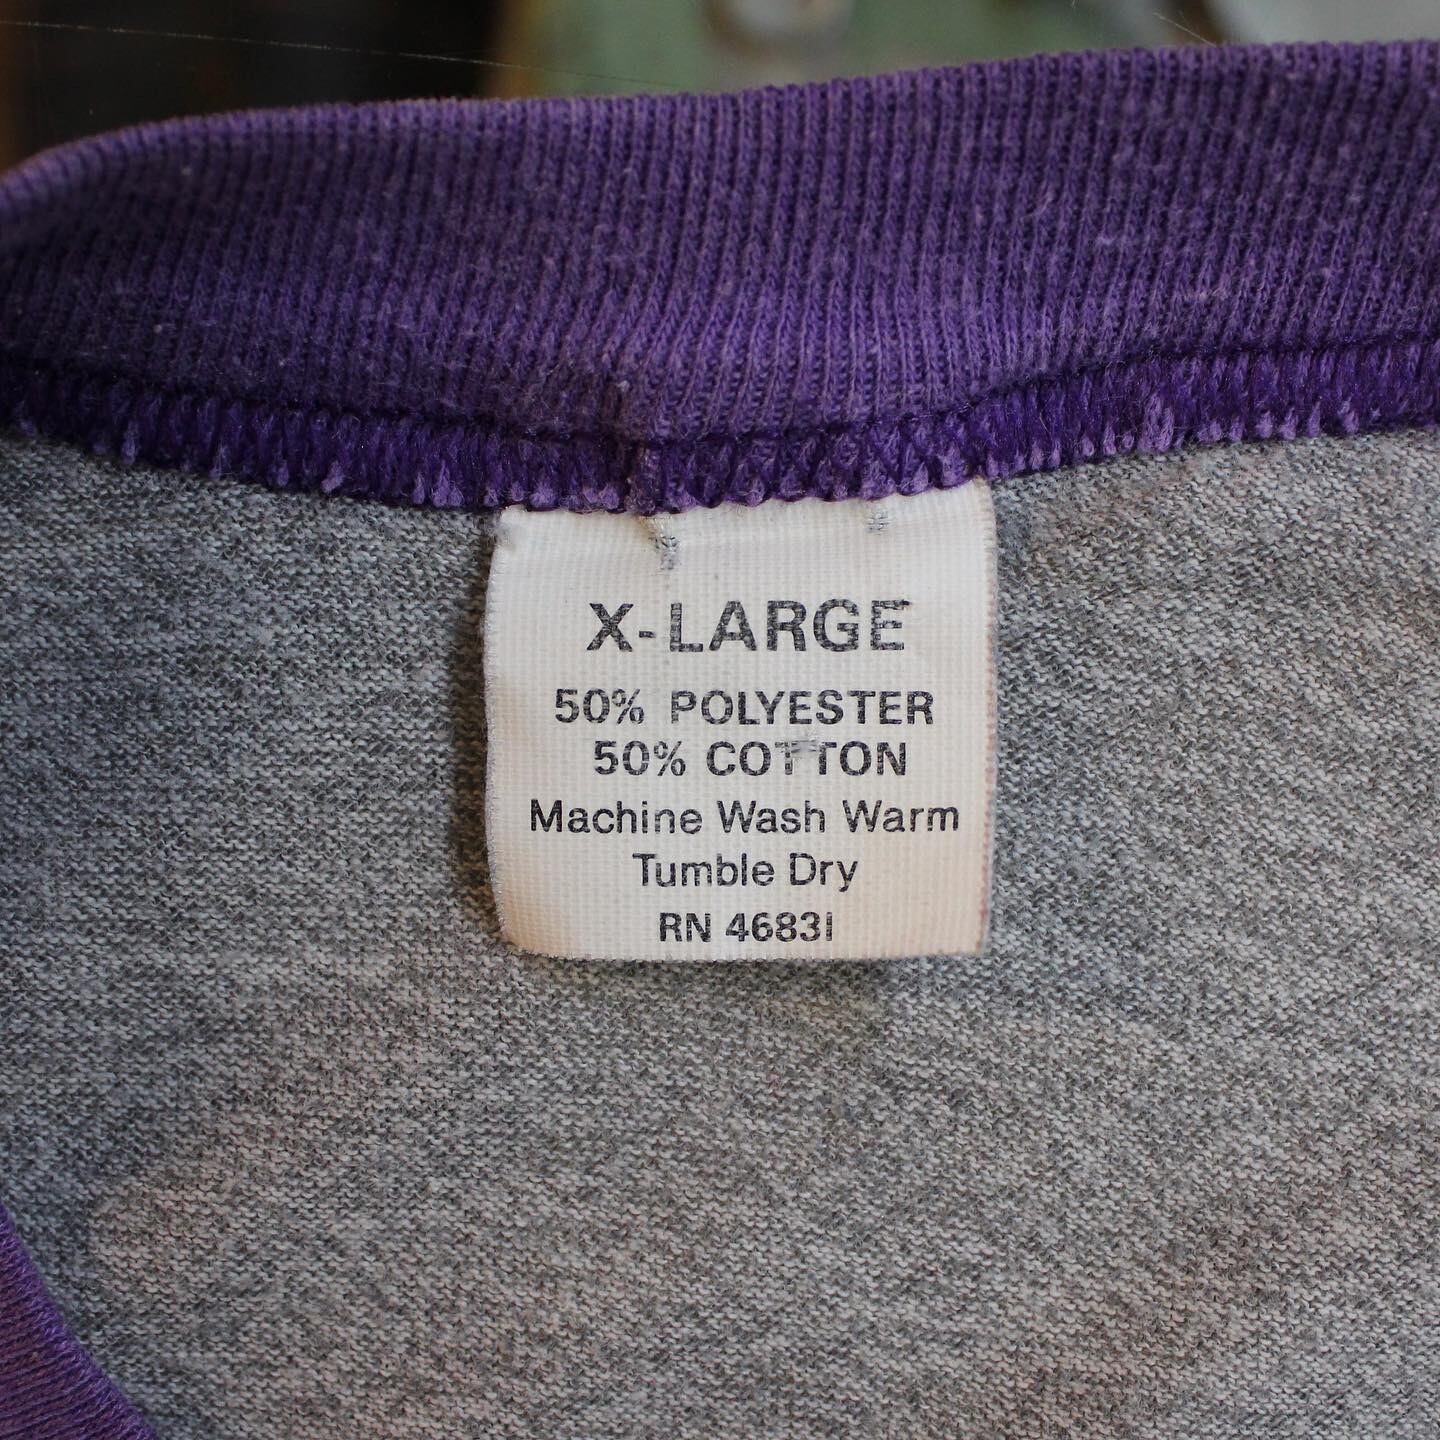 X-LARGE
50% POLYESTER
50% COTTON
Machine Wash Warm
Tumble Dry
RN 46831